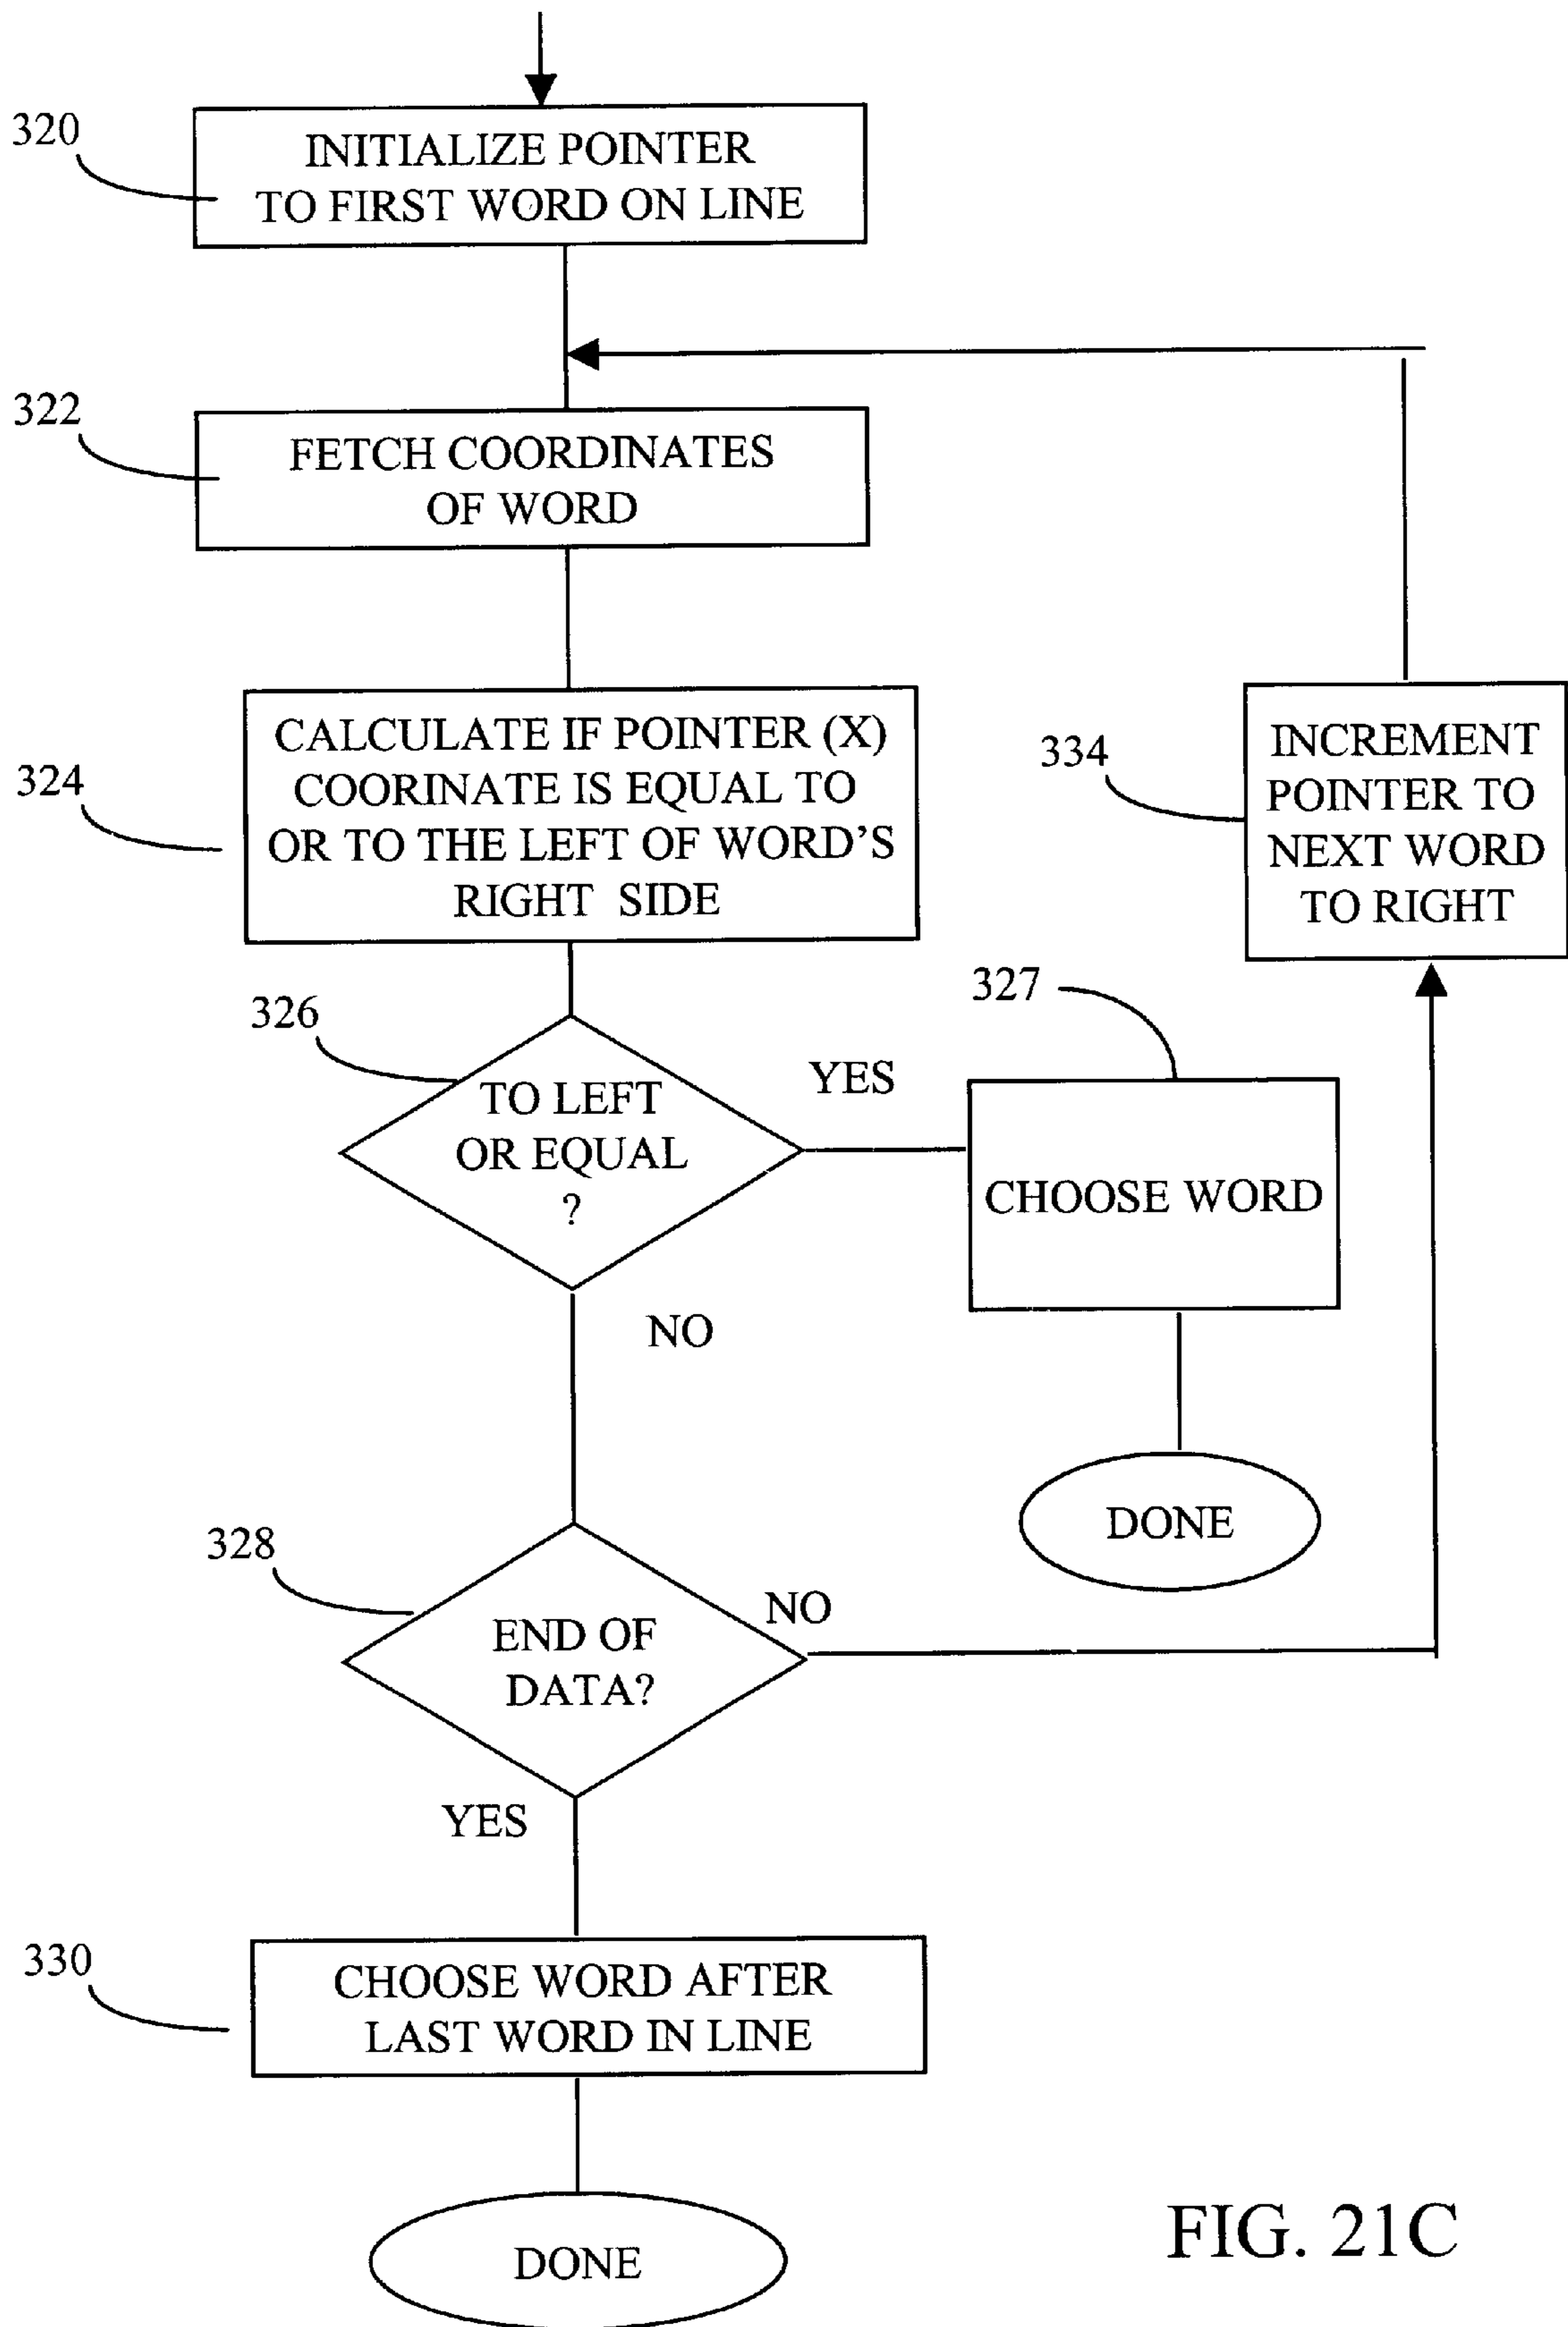 320
INITIALIZE POINTER
TO FIRST WORD ON LINE
322
FETCH COORDINATES
OF WORD
324
CALCULATE IF POINTER (X)
COORINATE IS EQUAL TO
OR TO THE LEFT OF WORD'S
RIGHT SIDE
334
INCREMENT
POINTER TO
NEXT WORD
TO RIGHT
326
TO LEFT
OR EQUAL
?
YES
NO
327
CHOOSE WORD
DONE
328
END OF
DATA?
NO
YES
330
CHOOSE WORD AFTER
LAST WORD IN LINE
DONE
FIG. 21C